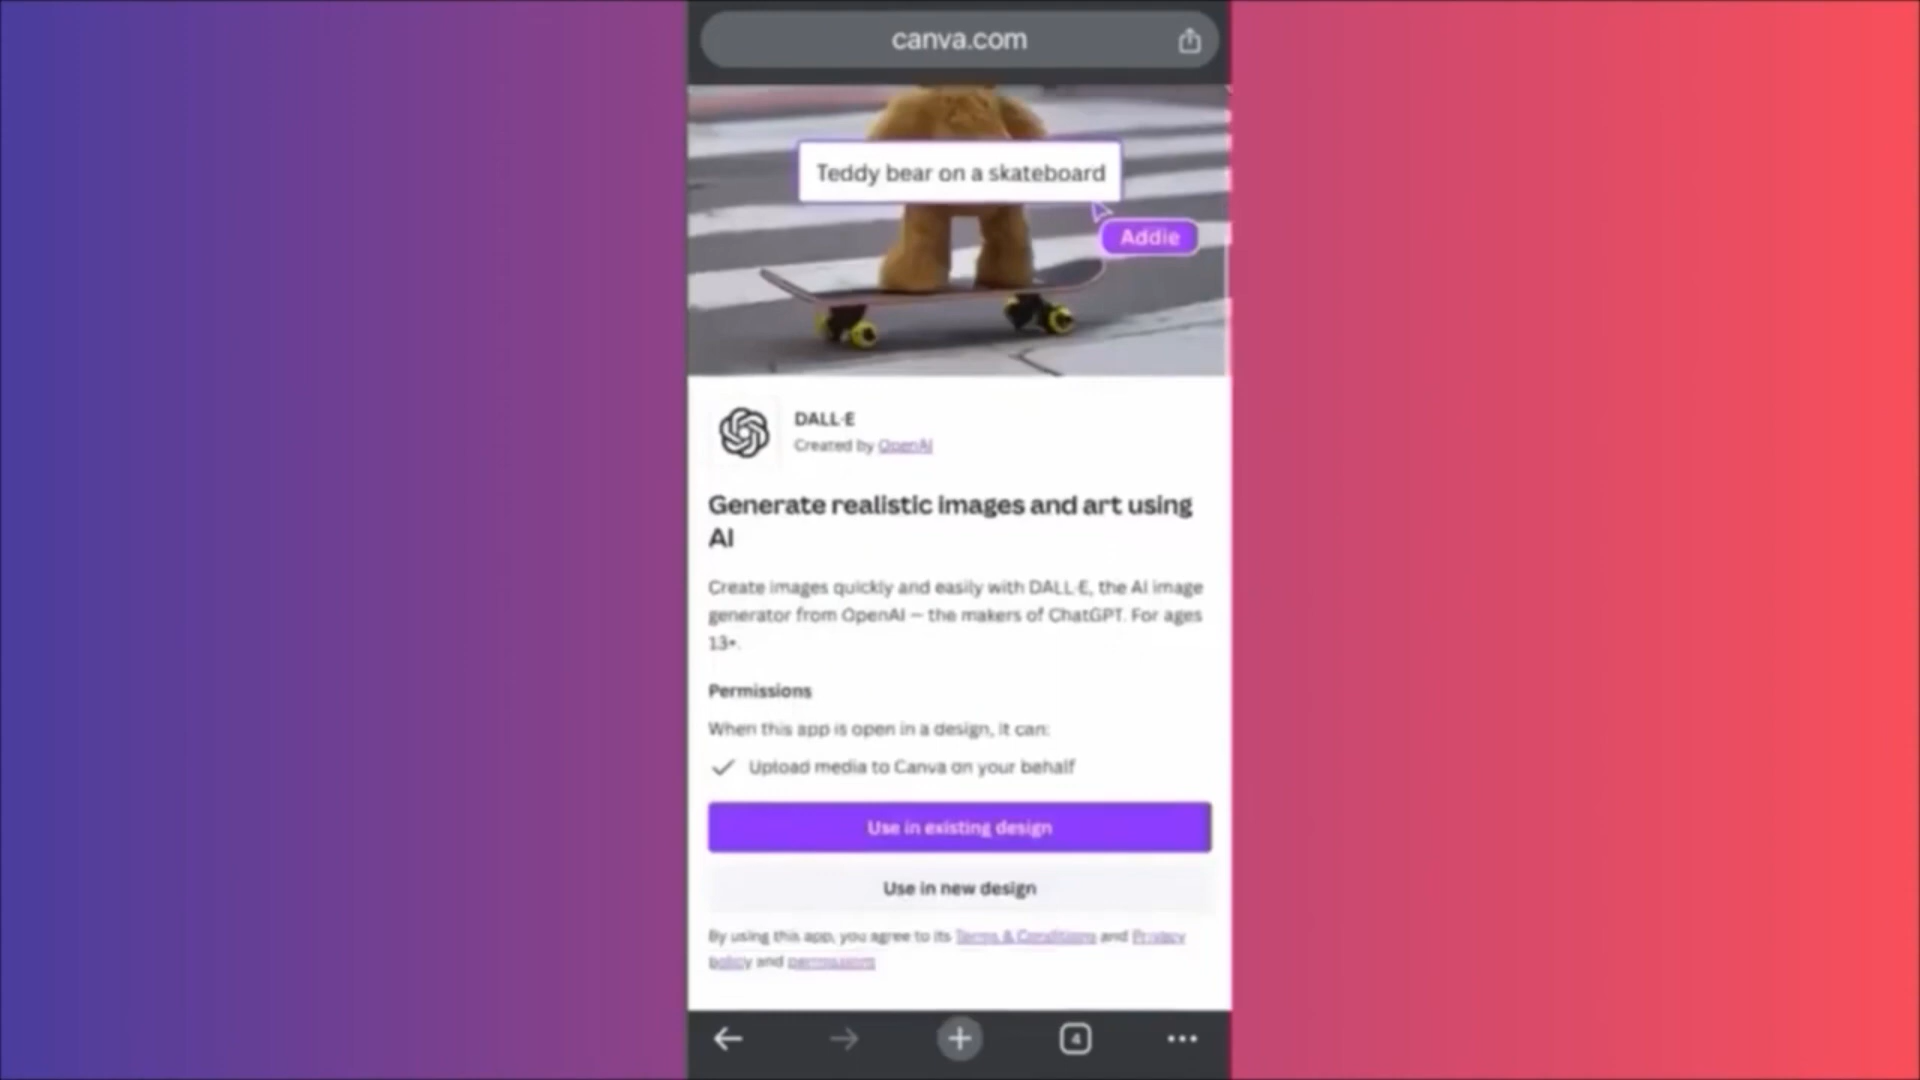 canva.com
Teddy bear on a skateboard
Addie
DALL·E
Created by OpenAI
Generate realistic images and art using
AI
Create images quickly and easily with DALL·E, the AI image
generator from OpenAI – the makers of ChatGPT. For ages
13+.
Permissions
When this app is open in a design, it can:
Upload media to Canva on your behalf
Use in existing design
Use in new design
By using this app, you agree to its Terms & Conditions and Privacy
policy and permissions
4